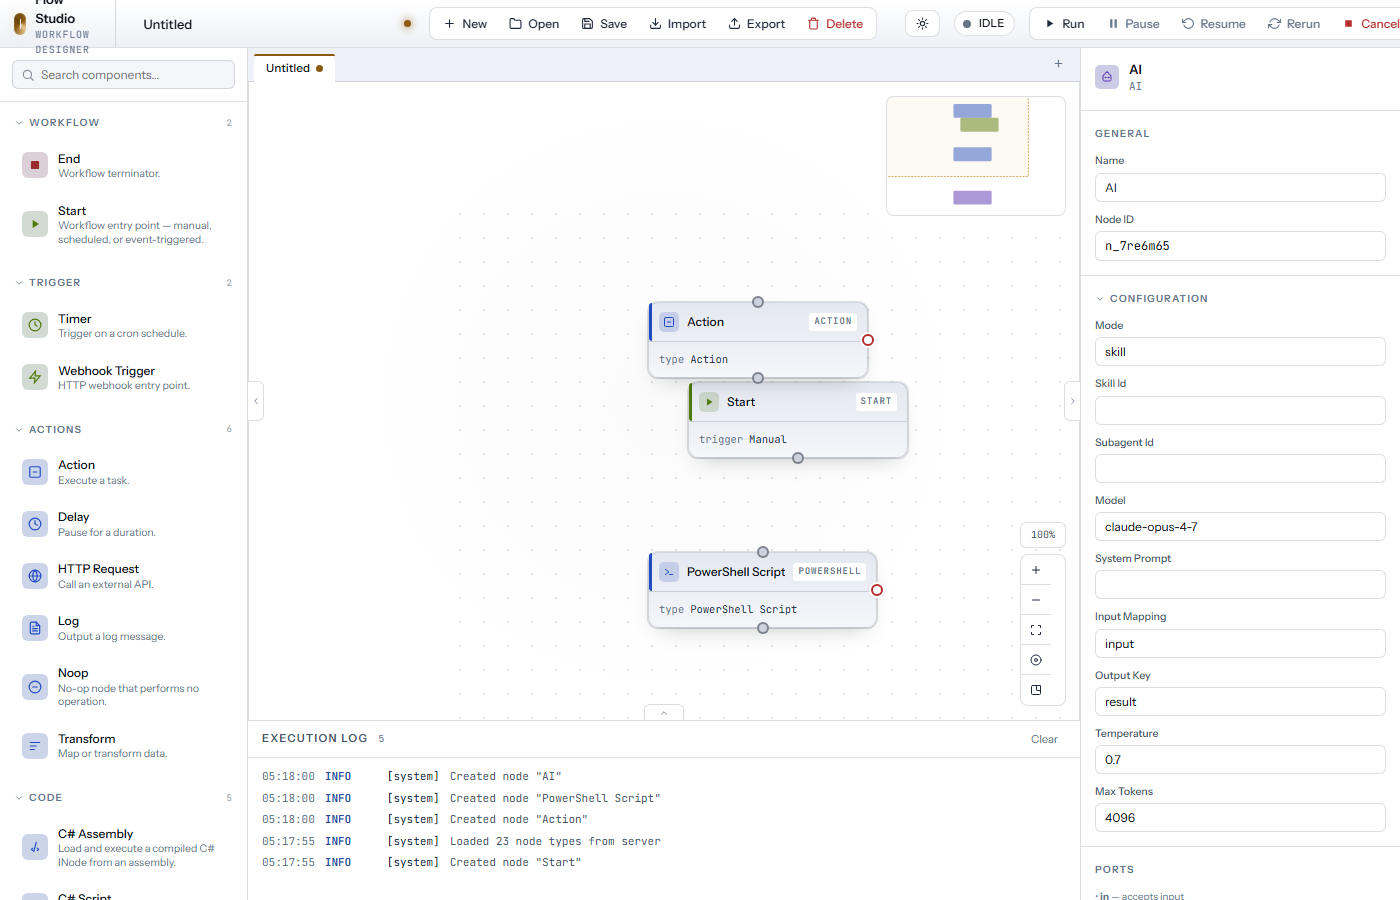 Flow
Studio
WORKFLOW
DESIGNER
Untitled
New
Open
Save
Import
Export
Delete
IDLE
Run
Pause
Resume
Rerun
Cancel
Search components...
WORKFLOW 2
End
Workflow terminator.
Start
Workflow entry point — manual,
scheduled, or event-triggered.
TRIGGER 2
Timer
Trigger on a cron schedule.
Webhook Trigger
HTTP webhook entry point.
ACTIONS 6
Action
Execute a task.
Delay
Pause for a duration.
HTTP Request
Call an external API.
Log
Output a log message.
Noop
No-op node that performs no
operation.
Transform
Map or transform data.
CODE 5
C# Assembly
Load and execute a compiled C#
INode from an assembly.
C# Script
Untitled
Action ACTION
type Action
Start START
trigger Manual
PowerShell Script POWERSHELL
type PowerShell Script
100%
EXECUTION LOG 5
Clear
05:18:00 INFO [system] Created node "AI"
05:18:00 INFO [system] Created node "PowerShell Script"
05:18:00 INFO [system] Created node "Action"
05:17:55 INFO [system] Loaded 23 node types from server
05:17:55 INFO [system] Created node "Start"
AI
AI
GENERAL
Name
AI
Node ID
n_7re6m65
CONFIGURATION
Mode
skill
Skill Id
Subagent Id
Model
claude-opus-4-7
System Prompt
Input Mapping
input
Output Key
result
Temperature
0.7
Max Tokens
4096
PORTS
· in — accepts input